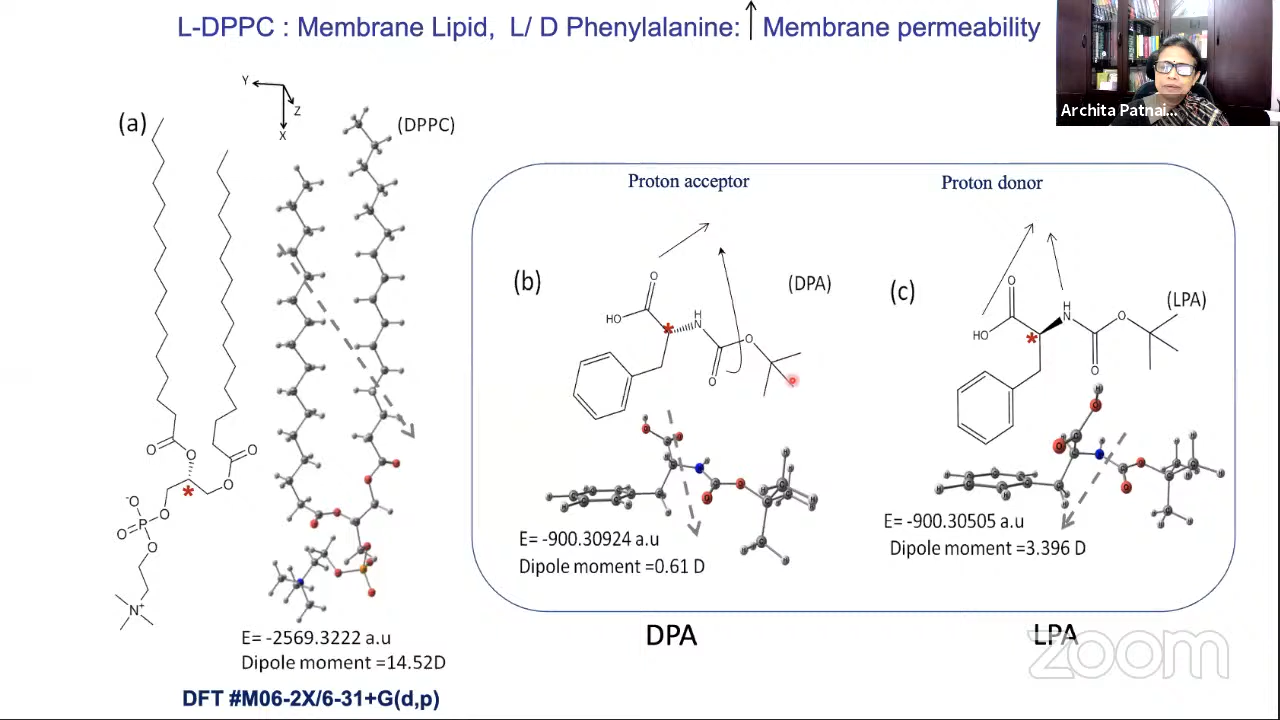 L-DPPC : Membrane Lipid, L/ D Phenylalanine: ↑ Membrane permeability
Archita Patnai...
Y
Z
X
(a)
(DPPC)
O
O
O
O
*
O
⁻O
P
O
O
N⁺
E= -2569.3222 a.u
Dipole moment =14.52D
DFT #M06-2X/6-31+G(d,p)
Proton acceptor
(b)
(DPA)
O
HO
*
H
N
O
O
E= -900.30924 a.u
Dipole moment =0.61 D
DPA
Proton donor
(c)
(LPA)
O
HO
*
H
N
O
O
E= -900.30505 a.u
Dipole moment =3.396 D
LPA
zoom